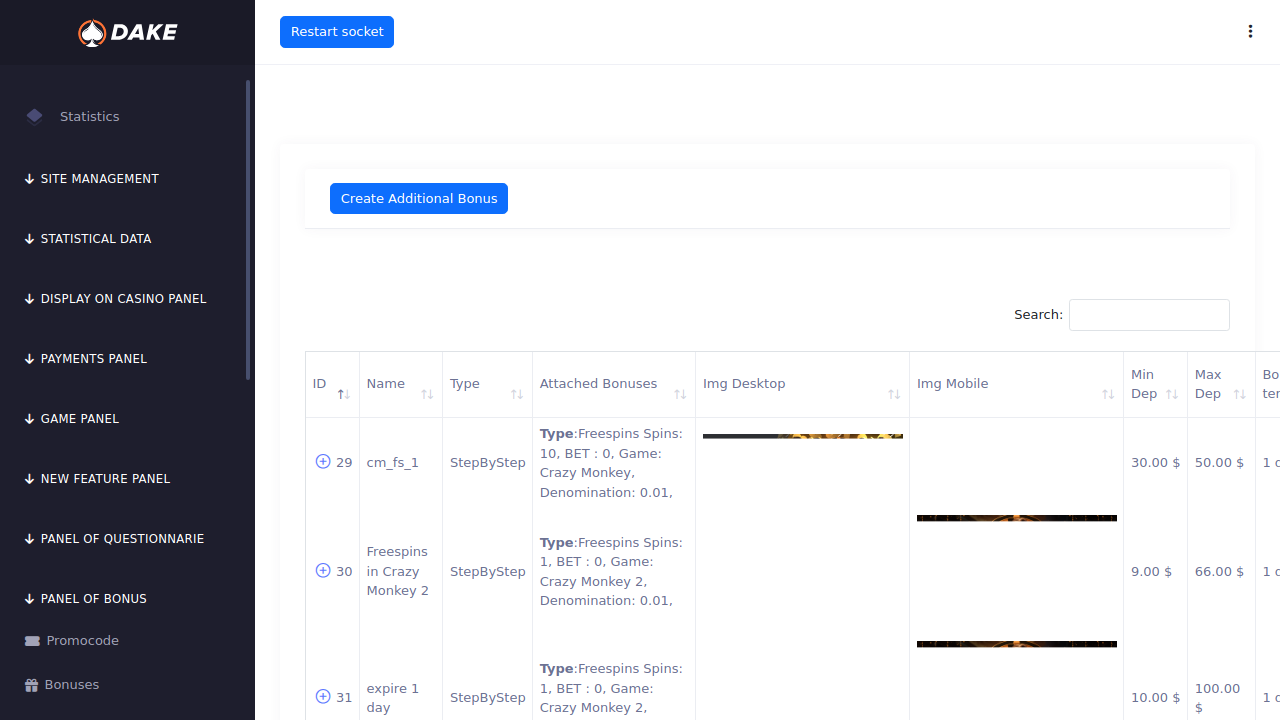 DAKE
Restart socket
Statistics
SITE MANAGEMENT
STATISTICAL DATA
DISPLAY ON CASINO PANEL
PAYMENTS PANEL
GAME PANEL
NEW FEATURE PANEL
PANEL OF QUESTIONNARIE
PANEL OF BONUS
Promocode
Bonuses
Create Additional Bonus
Search:
ID
Name
Type
Attached Bonuses
Img Desktop
Img Mobile
Min
Dep
Max
Dep
Bo
ter
29
cm_fs_1
StepByStep
Type:Freespins Spins:
10, BET : 0, Game:
Crazy Monkey,
Denomination: 0.01,
30.00 $
50.00 $
1 d
30
Freespins
in Crazy
Monkey 2
StepByStep
Type:Freespins Spins:
1, BET : 0, Game:
Crazy Monkey 2,
Denomination: 0.01,
9.00 $
66.00 $
1 d
31
expire 1
day
StepByStep
Type:Freespins Spins:
1, BET : 0, Game:
Crazy Monkey 2,
10.00 $
100.00
$
1 d